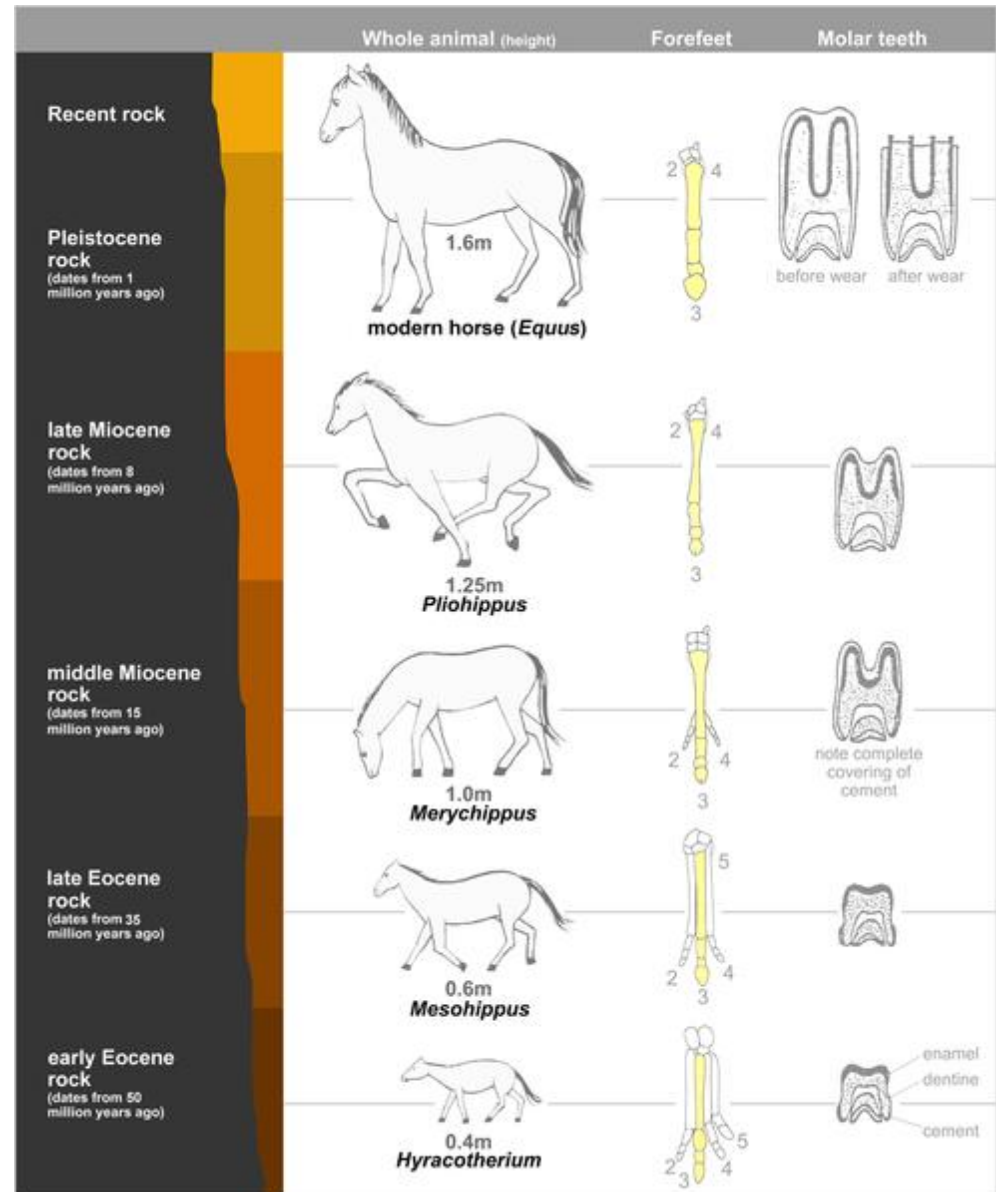 Whole animal (height) Forefeet Molar teeth
Recent rock
2 4
Pleistocene
rock
(dates from 1
million years ago)
1.6m
before wear after wear
3
modern horse (Equus)
late Miocene
rock
(dates from 8
million years ago)
2 4
3
1.25m
Pliohippus
middle Miocene
rock
(dates from 15
million years ago)
2 4
3
note complete
covering of
cement
1.0m
Merychippus
late Eocene
rock
(dates from 35
million years ago)
5
2 4
3
0.6m
Mesohippus
early Eocene
rock
(dates from 50
million years ago)
enamel
dentine
cement
5
2 3 4
0.4m
Hyracotherium